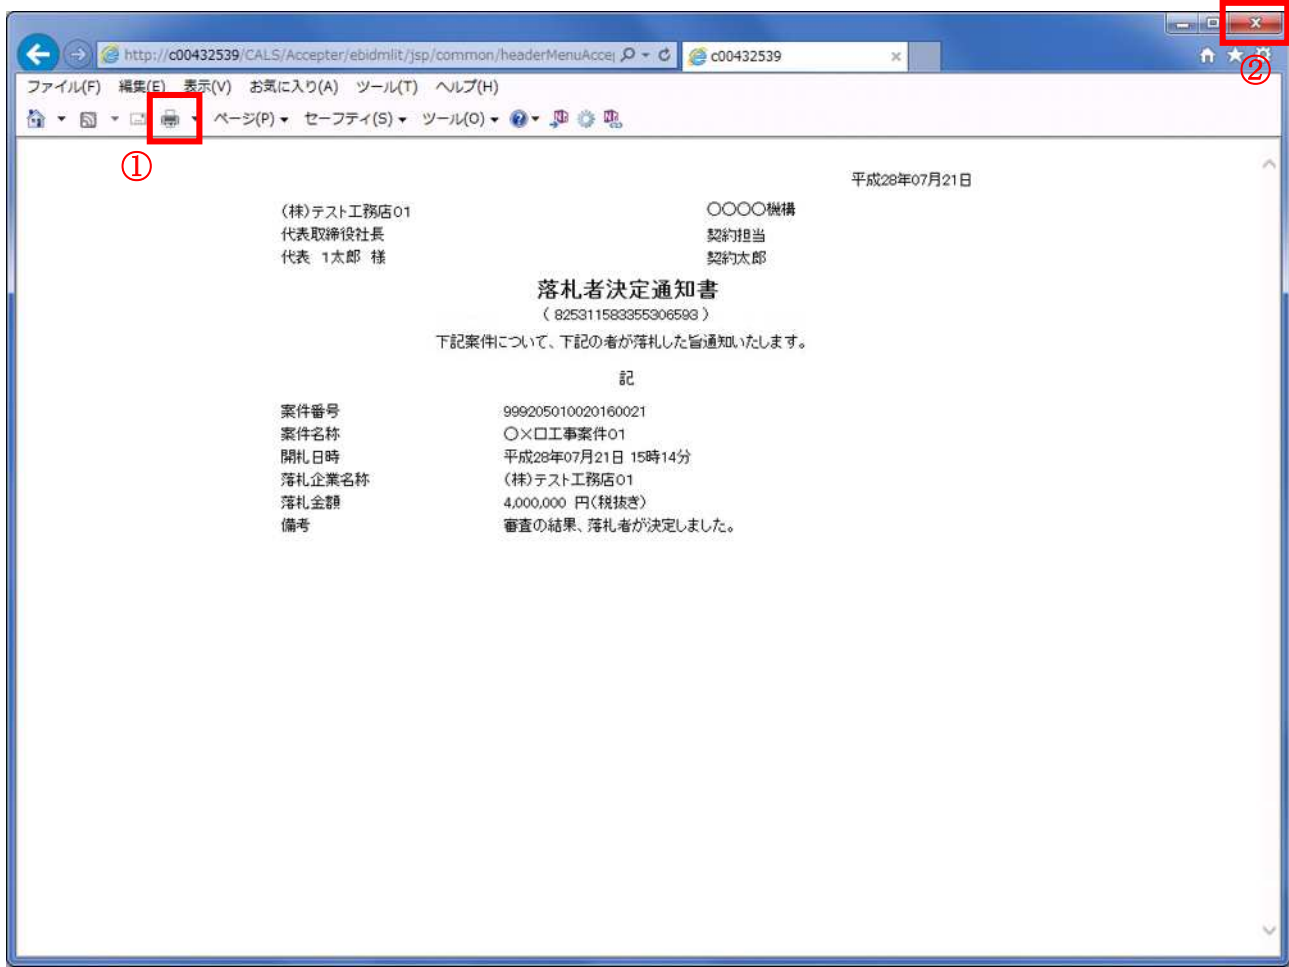 ②
http://c00432539/CALS/Accepter/ebidmlit/jsp/common/headerMenuAccep
c00432539
ファイル(F) 編集(E) 表示(V) お気に入り(A) ツール(T) ヘルプ(H)
ページ(P) セーフティ(S) ツール(O)
①
平成28年07月21日
(株)テスト工務店01
〇〇〇〇機構
代表取締役社長
契約担当
代表 1太郎 様
契約太郎
落札者決定通知書
( 825311583355306593 )
下記案件について、下記の者が落札した旨通知いたします。
記
案件番号 999205010020160021
案件名称 〇×口工事案件01
開札日時 平成28年07月21日 15時14分
落札企業名称 (株)テスト工務店01
落札金額 4,000,000 円(税抜き)
備考 審査の結果、落札者が決定しました。